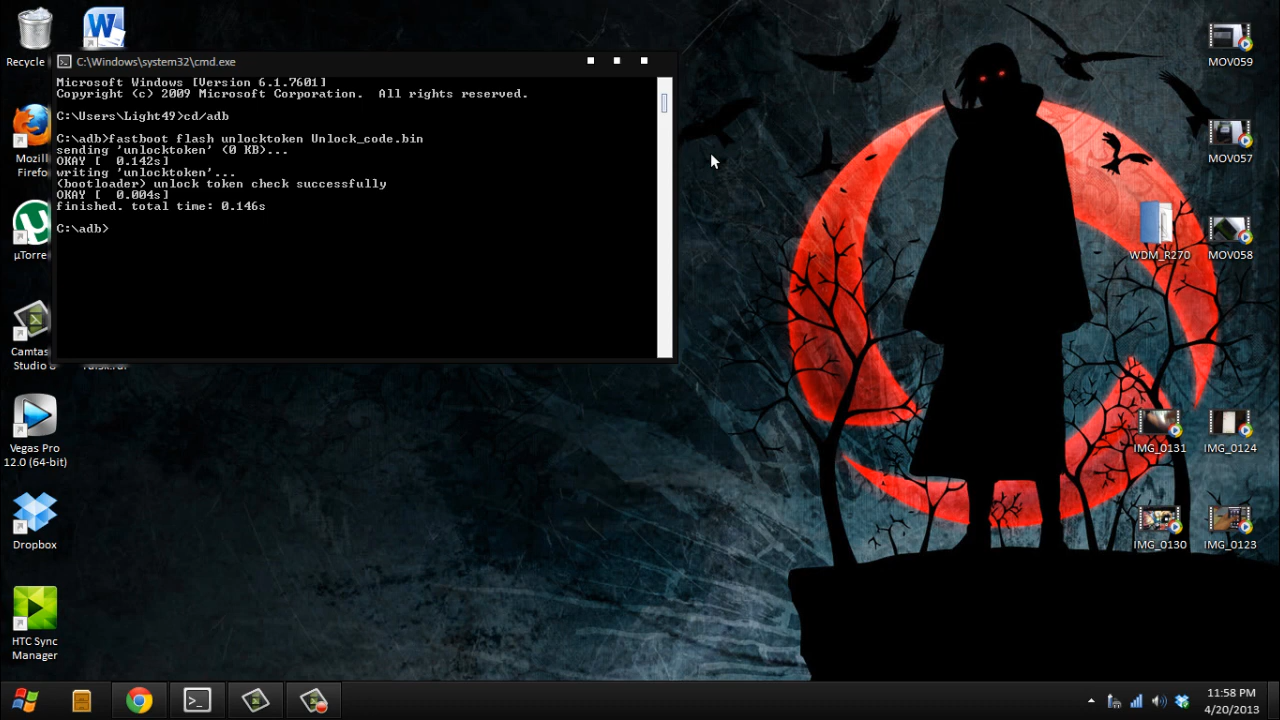 Recycle
C:\Windows\system32\cmd.exe
Microsoft Windows [Version 6.1.7601]
Copyright (c) 2009 Microsoft Corporation.  All rights reserved.
C:\Users\Light49>cd/adb
C:\adb>fastboot flash unlocktoken Unlock_code.bin
sending 'unlocktoken' (0 KB)...
OKAY [  0.142s]
writing 'unlocktoken'...
(bootloader) unlock token check successfully
OKAY [  0.004s]
finished. total time: 0.146s
C:\adb>
Mozil
Firefo
µTorre
Camtas
Studio 8
Vegas Pro
12.0 (64-bit)
Dropbox
HTC Sync
Manager
MOV059
MOV057
WDM_R270
MOV058
IMG_0131
IMG_0124
IMG_0130
IMG_0123
11:58 PM
4/20/2013